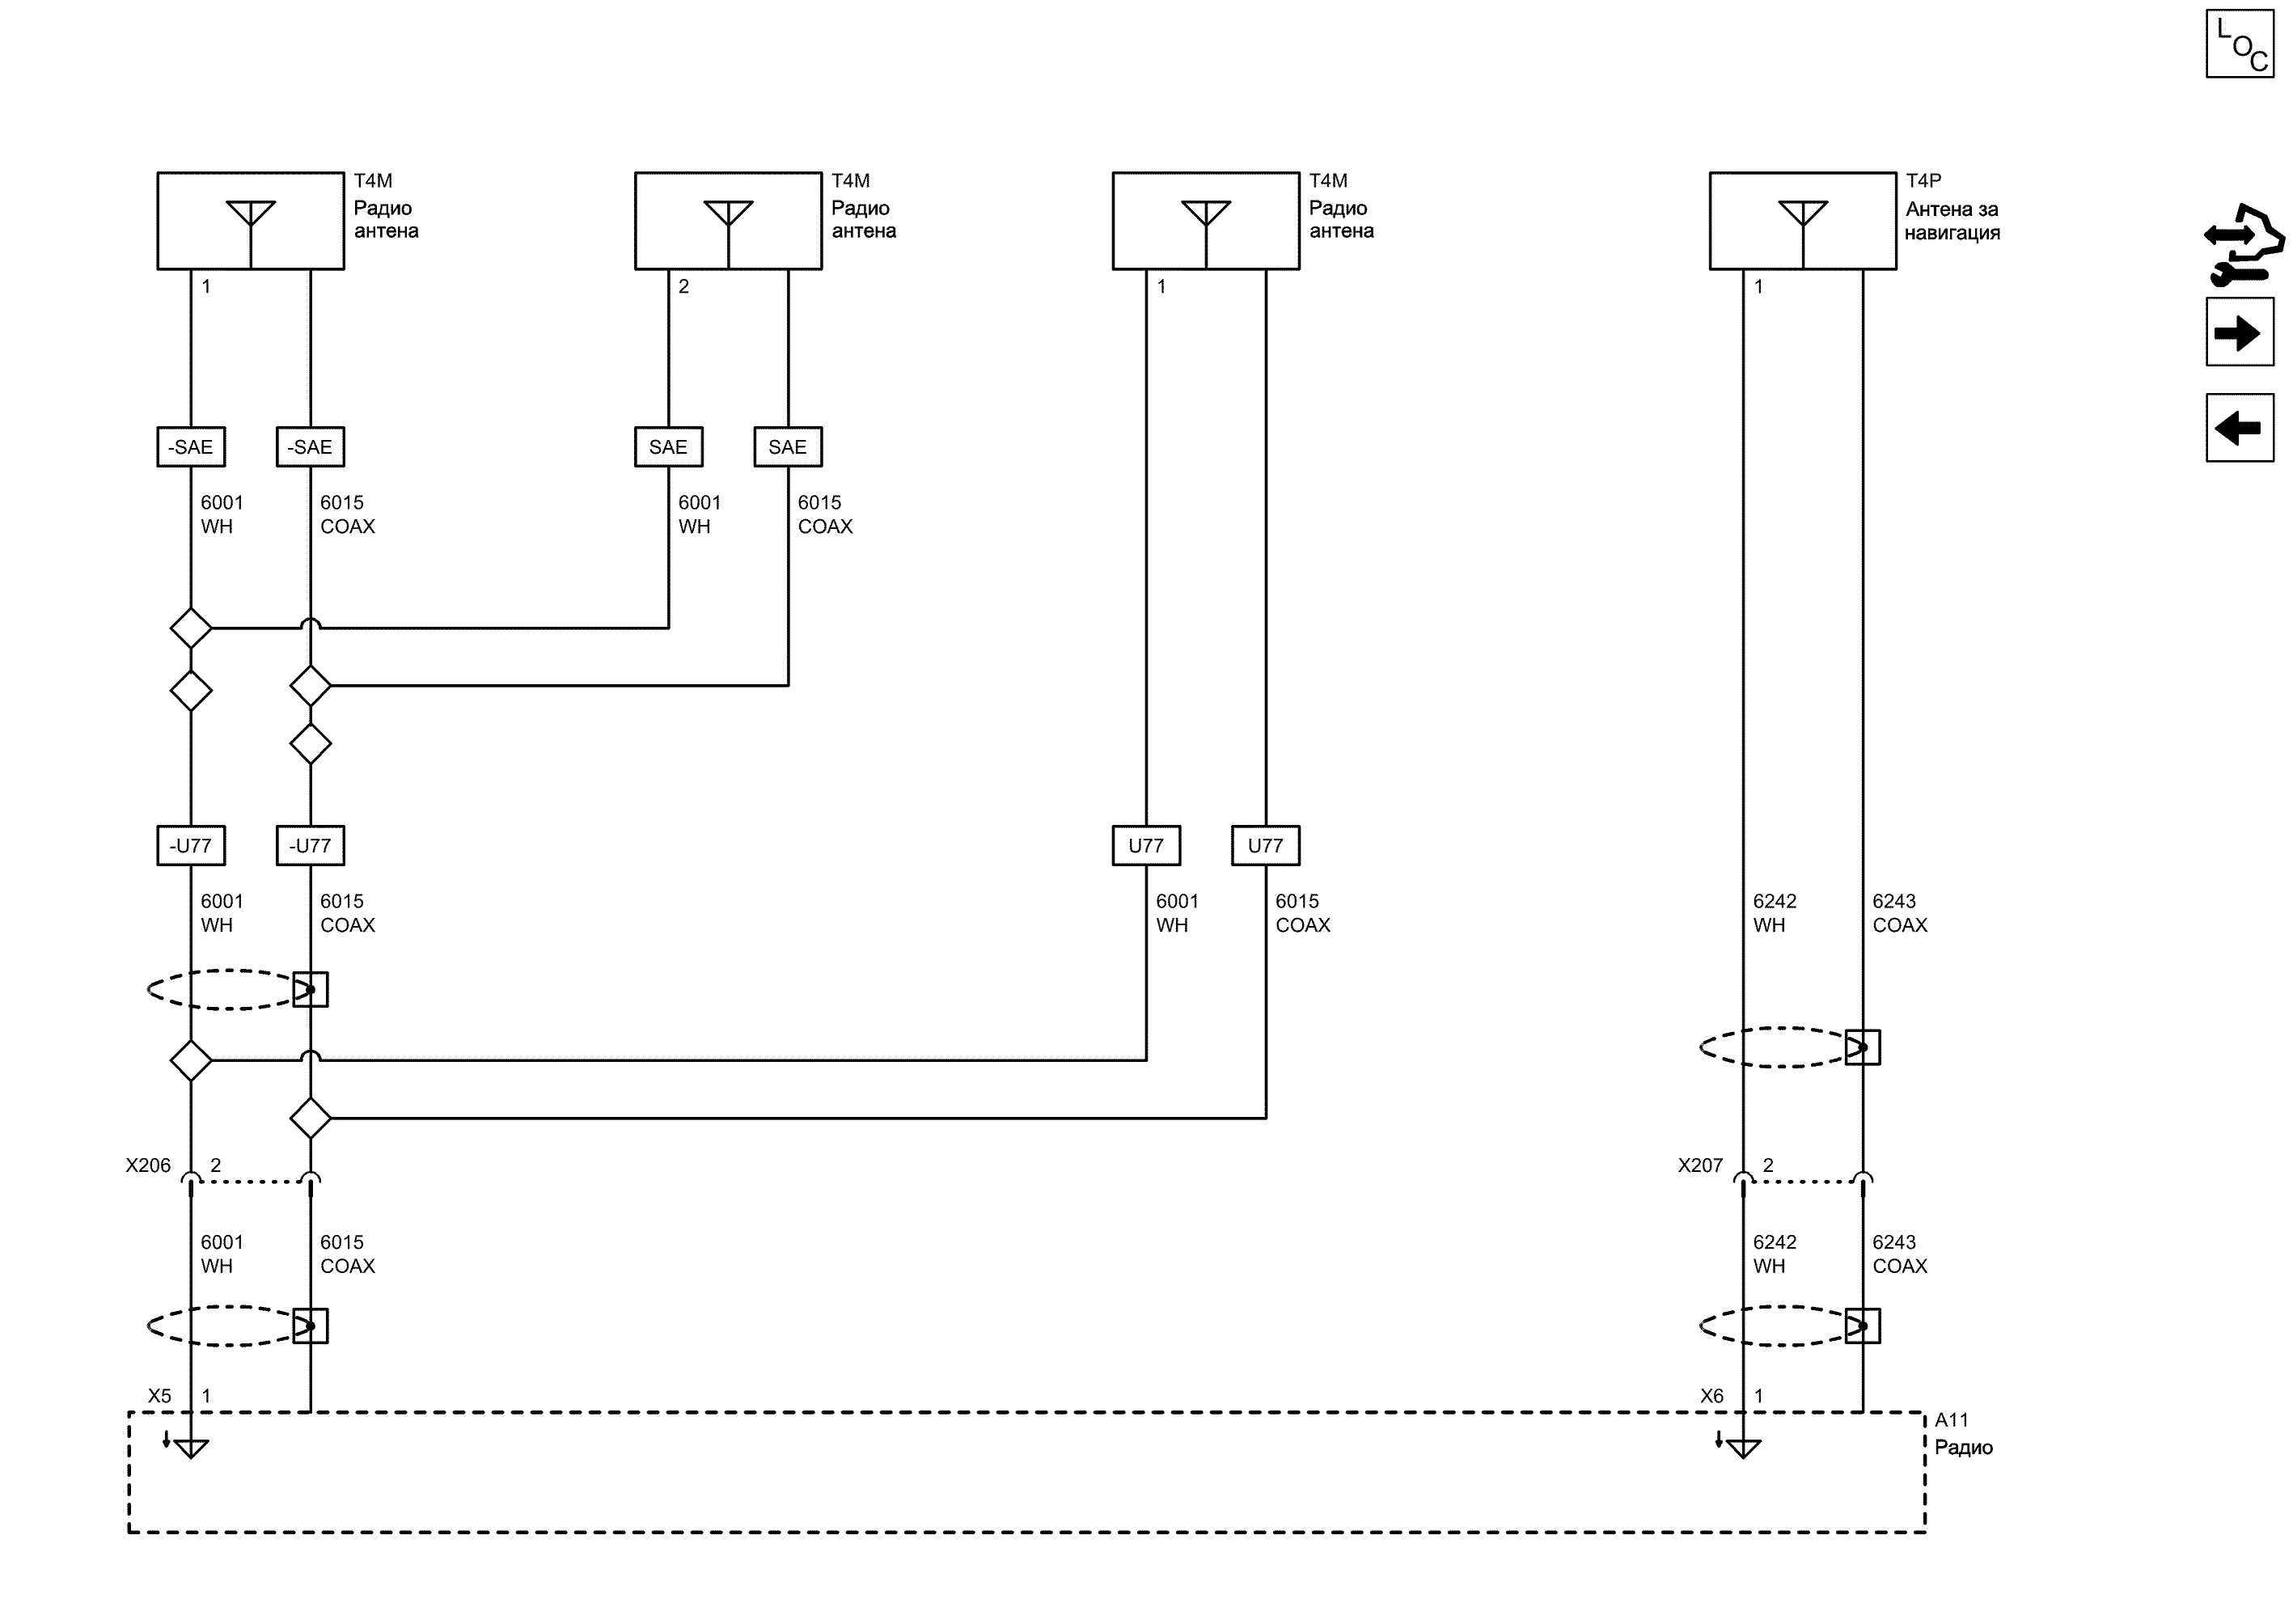 LOC
T4M
Радио
антена
T4M
Радио
антена
T4M
Радио
антена
T4P
Антена за
навигация
1
2
1
1
-SAE
-SAE
SAE
SAE
6001
WH
6015
COAX
6001
WH
6015
COAX
-U77
-U77
U77
U77
6001
WH
6015
COAX
6001
WH
6015
COAX
6242
WH
6243
COAX
X206
2
X207
2
6001
WH
6015
COAX
6242
WH
6243
COAX
X5
1
X6
1
A11
Радио